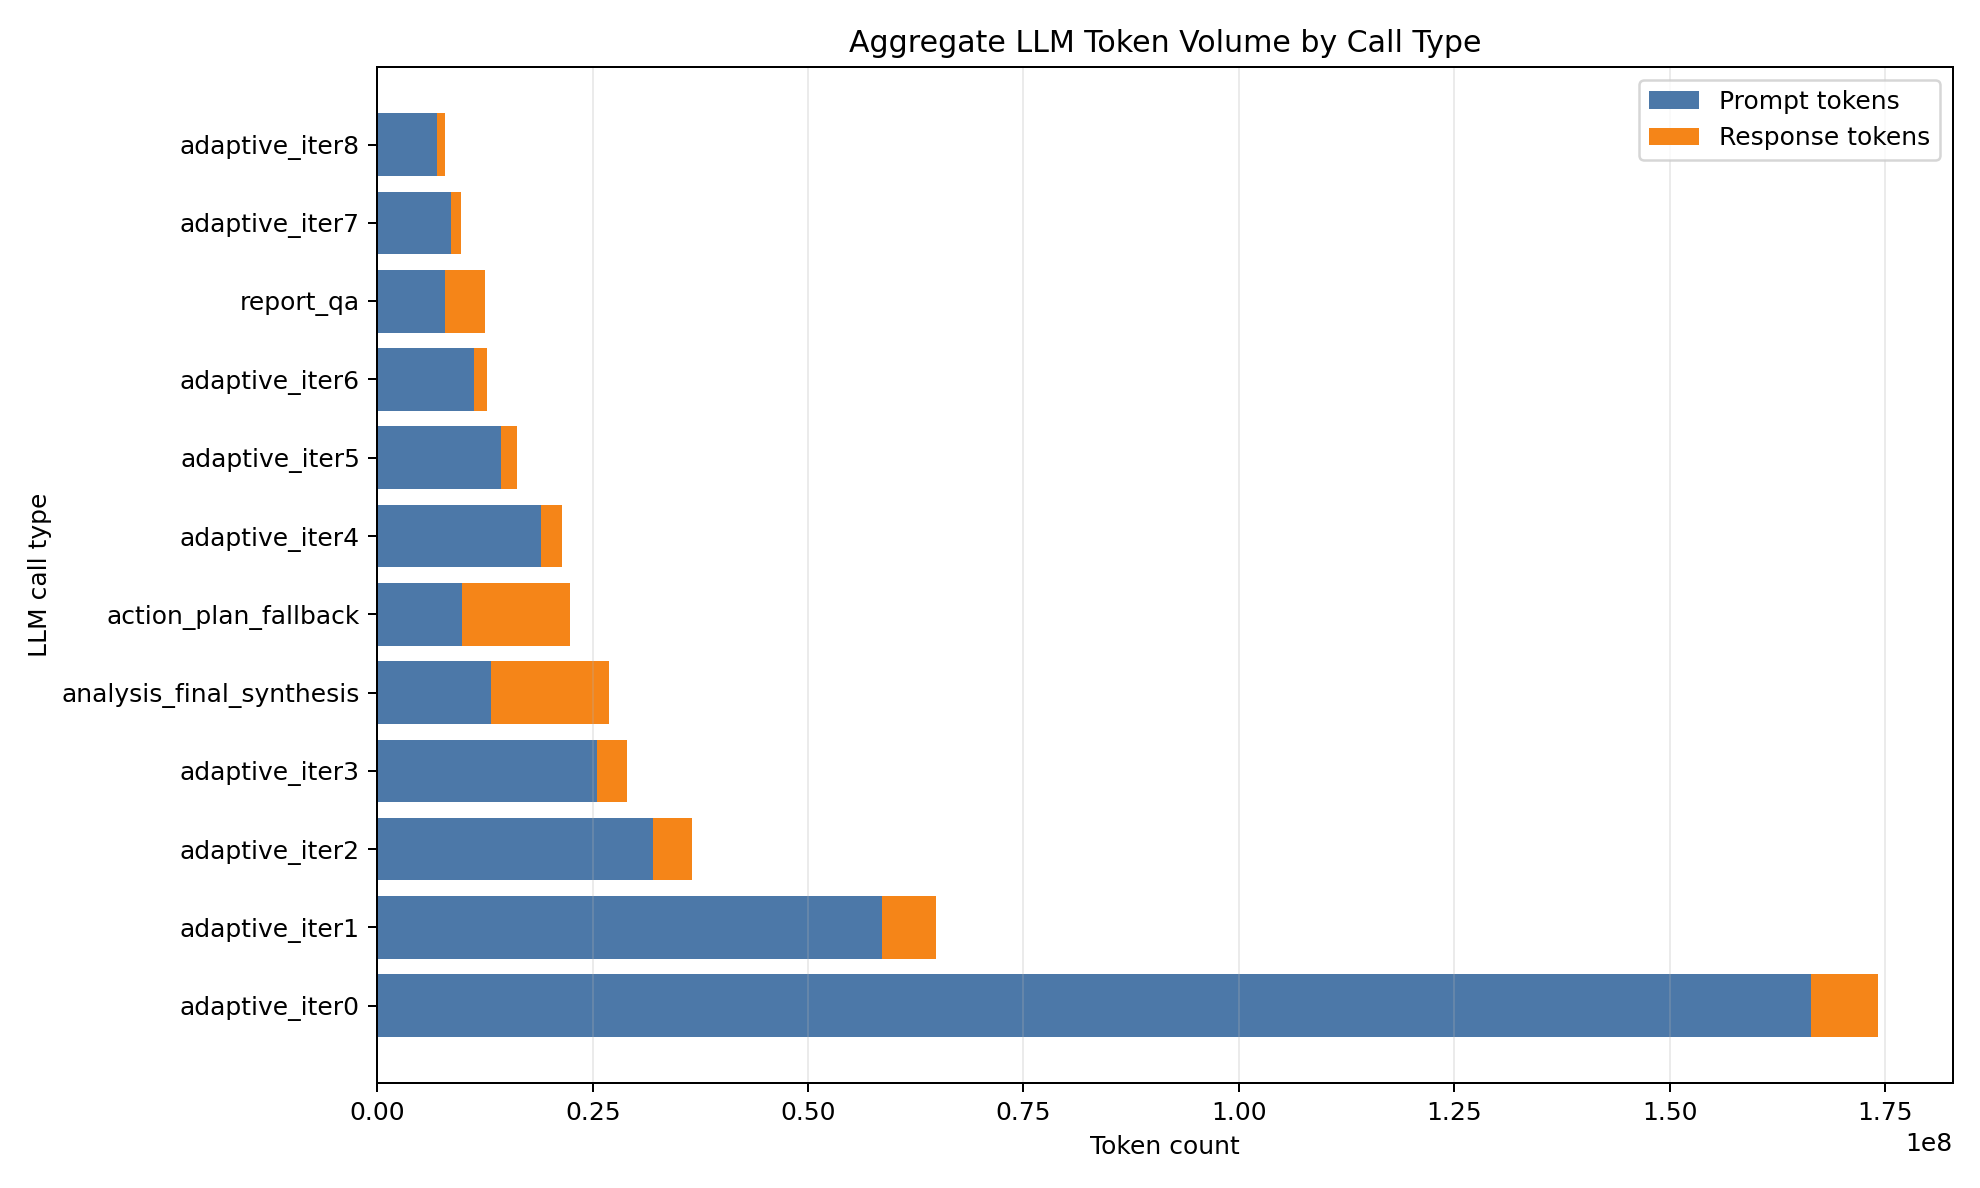 Aggregate LLM Token Volume by Call Type
Prompt tokens
Response tokens
LLM call type
adaptive_iter8
adaptive_iter7
report_qa
adaptive_iter6
adaptive_iter5
adaptive_iter4
action_plan_fallback
analysis_final_synthesis
adaptive_iter3
adaptive_iter2
adaptive_iter1
adaptive_iter0
0.00 0.25 0.50 0.75 1.00 1.25 1.50 1.75
1e8
Token count